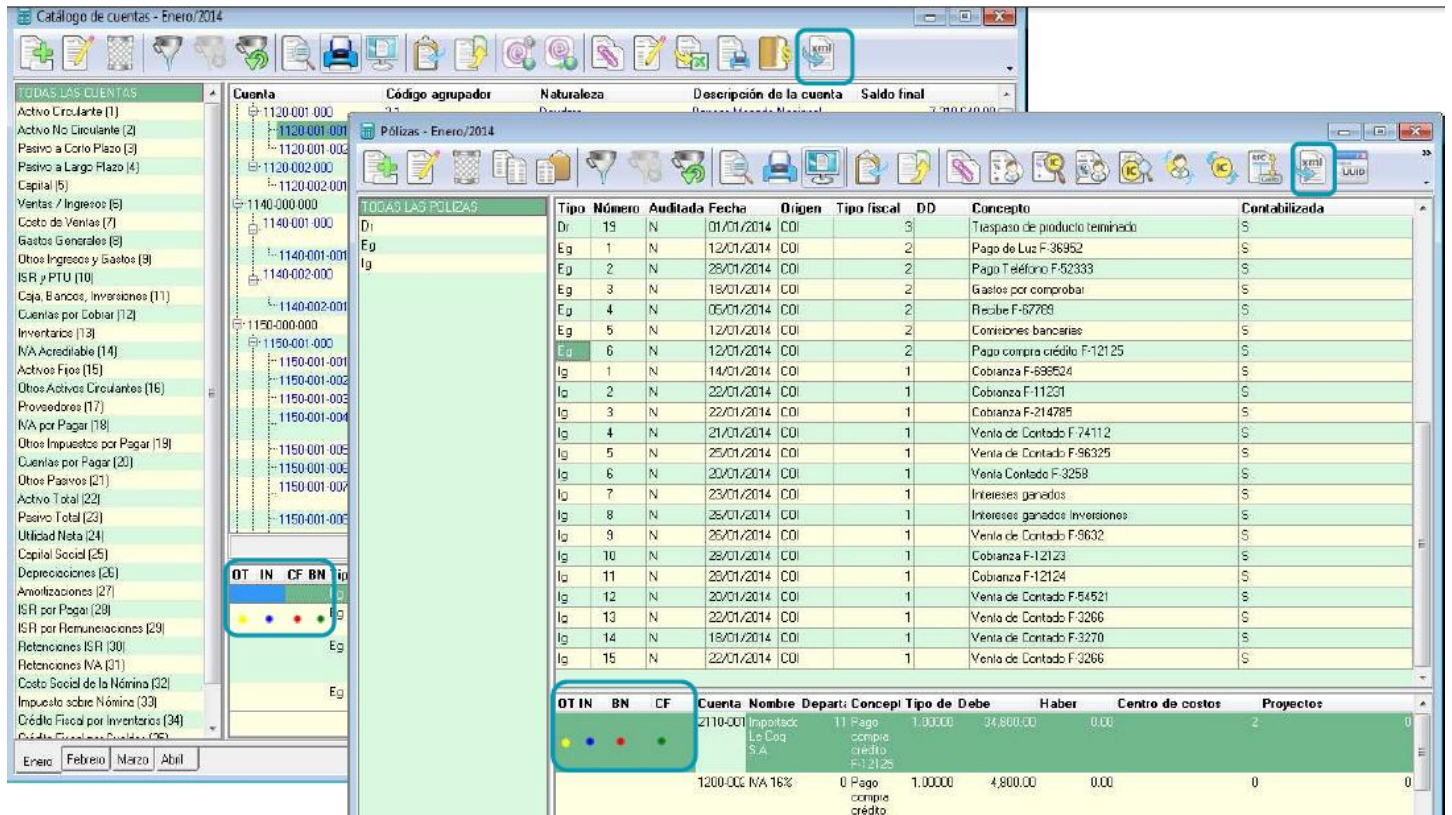 Catálogo de cuentas - Enero/2014
xml
TODAS LAS CUENTAS
Activo Circulante (1)
Activo No Circulante (2)
Pasivo a Corto Plazo (3)
Pasivo a Largo Plazo (4)
Capital (5)
Ventas / Ingresos (6)
Costo de Ventas (7)
Gastos Generales (8)
Otros Ingresos y Gastos (9)
ISR y PTU (10)
Caja, Bancos, Inversiones (11)
Cuentas por Cobrar (12)
Inventarios (13)
IVA Acreditable (14)
Activos Fijos (15)
Otros Activos Circulantes (16)
Proveedores (17)
IVA por Pagar (18)
Otros Impuestos por Pagar (19)
Cuentas por Pagar (20)
Otros Pasivos (21)
Activo Total (22)
Pasivo Total (23)
Utilidad Neta (24)
Capital Social (25)
Depreciaciones (26)
Amortizaciones (27)
ISR por Pagar (28)
ISR por Remuneraciones (29)
Retenciones ISR (30)
Retenciones IVA (31)
Costo Social de la Nómina (32)
Impuesto sobre Nómina (33)
Crédito Fiscal por Inventarios (34)
Enero Febrero Marzo Abril
Cuenta Código agrupador Naturaleza Descripción de la cuenta Saldo final
1120-001-000
1120-001-001
1120-001-002
1120-002-000
1120-002-001
1140-000-000
1140-001-000
1140-001-001
1140-002-000
1140-002-001
1150-000-000
1150-001-000
1150-001-001
1150-001-002
1150-001-003
1150-001-004
1150-001-005
1150-001-006
1150-001-007
OT IN CF BN Tip
Eg
Eg
Eg
Eg
Pólizas - Enero/2014
IC IC RFC xml UUID
TODAS LAS POLIZAS
Dr
Eg
Ig
Tipo Número Auditada Fecha Origen Tipo fiscal DD Concepto Contabilizada
Dr 19 N 01/01/2014 COI 3 Traspaso de producto terminado S
Eg 1 N 12/01/2014 COI 2 Pago de Luz F-36952 S
Eg 2 N 28/01/2014 COI 2 Pago Teléfono F-52333 S
Eg 3 N 18/01/2014 COI 2 Gastos por comprobar S
Eg 4 N 05/01/2014 COI 2 Recibe F-67789 S
Eg 5 N 12/01/2014 COI 2 Comisiones bancarias S
Eg 6 N 12/01/2014 COI 2 Pago compra crédito F-12125 S
Ig 1 N 14/01/2014 COI 1 Cobranza F-698524 S
Ig 2 N 22/01/2014 COI 1 Cobranza F-11231 S
Ig 3 N 22/01/2014 COI 1 Cobranza F-214785 S
Ig 4 N 21/01/2014 COI 1 Venta de Contado F-74112 S
Ig 5 N 25/01/2014 COI 1 Venta de Contado F-96325 S
Ig 6 N 20/01/2014 COI 1 Venta Contado F-3258 S
Ig 7 N 23/01/2014 COI 1 Intereses ganados S
Ig 8 N 26/01/2014 COI 1 Intereses ganados Inversiones S
Ig 9 N 26/01/2014 COI 1 Venta de Contado F-9632 S
Ig 10 N 28/01/2014 COI 1 Cobranza F-12123 S
Ig 11 N 28/01/2014 COI 1 Cobranza F-12124 S
Ig 12 N 20/01/2014 COI 1 Venta de Contado F-54521 S
Ig 13 N 22/01/2014 COI 1 Venta de Contado F-3266 S
Ig 14 N 18/01/2014 COI 1 Venta de Contado F-3270 S
Ig 15 N 22/01/2014 COI 1 Venta de Contado F-3266 S
OT IN BN CF Cuenta Nombre Departa Concept Tipo de Debe Haber Centro de costos Proyectos
2110-001 Importado 11 Pago 1.00000 34,800.00 0.00 2 0
Le Coq compra
S.A. crédito
F-12125
1200-002 IVA 16% 0 Pago 1.00000 4,800.00 0.00 0 0
compra
crédito